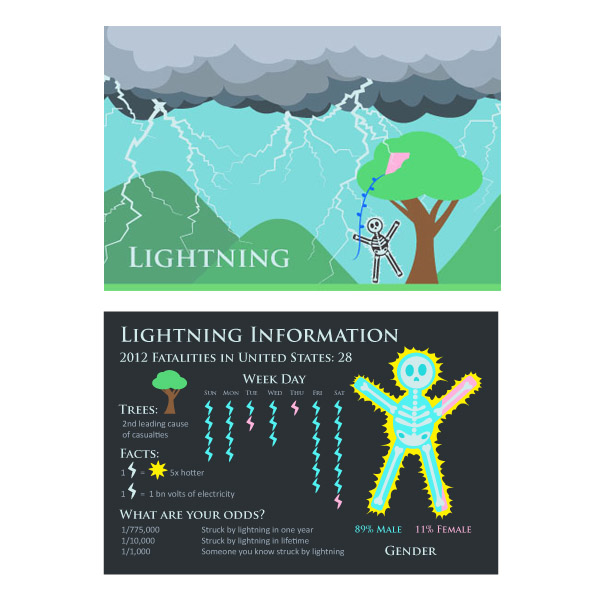 Lightning
Lightning Information
2012 Fatalities in United States: 28
Week Day
Sun Mon Tue Wed Thu Fri Sat
Trees:
2nd leading cause
of casualties
Facts:
1 = 5x hotter
1 = 1 bn volts of electricity
What are your odds?
1/775,000 Struck by lightning in one year
1/10,000 Struck by lightning in lifetime
1/1,000 Someone you know struck by lightning
89% Male 11% Female
Gender